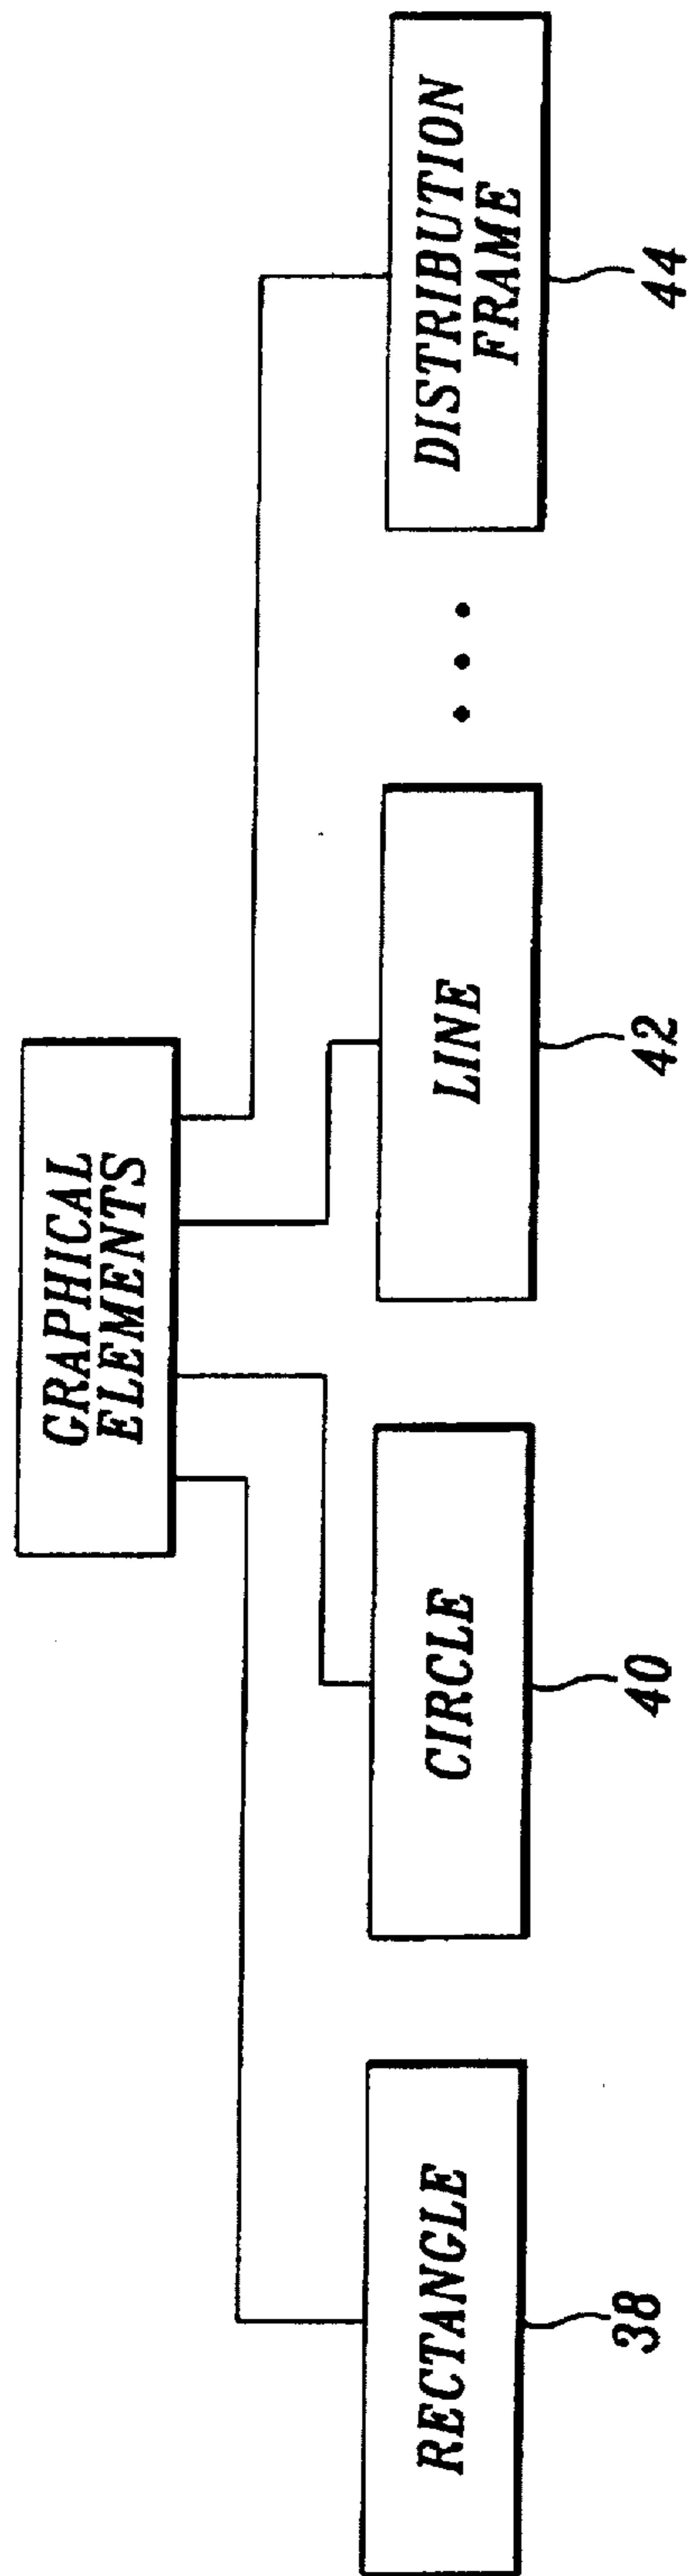 GRAPHICAL
ELEMENTS
RECTANGLE
CIRCLE
LINE
DISTRIBUTION
FRAME
38
40
42
44